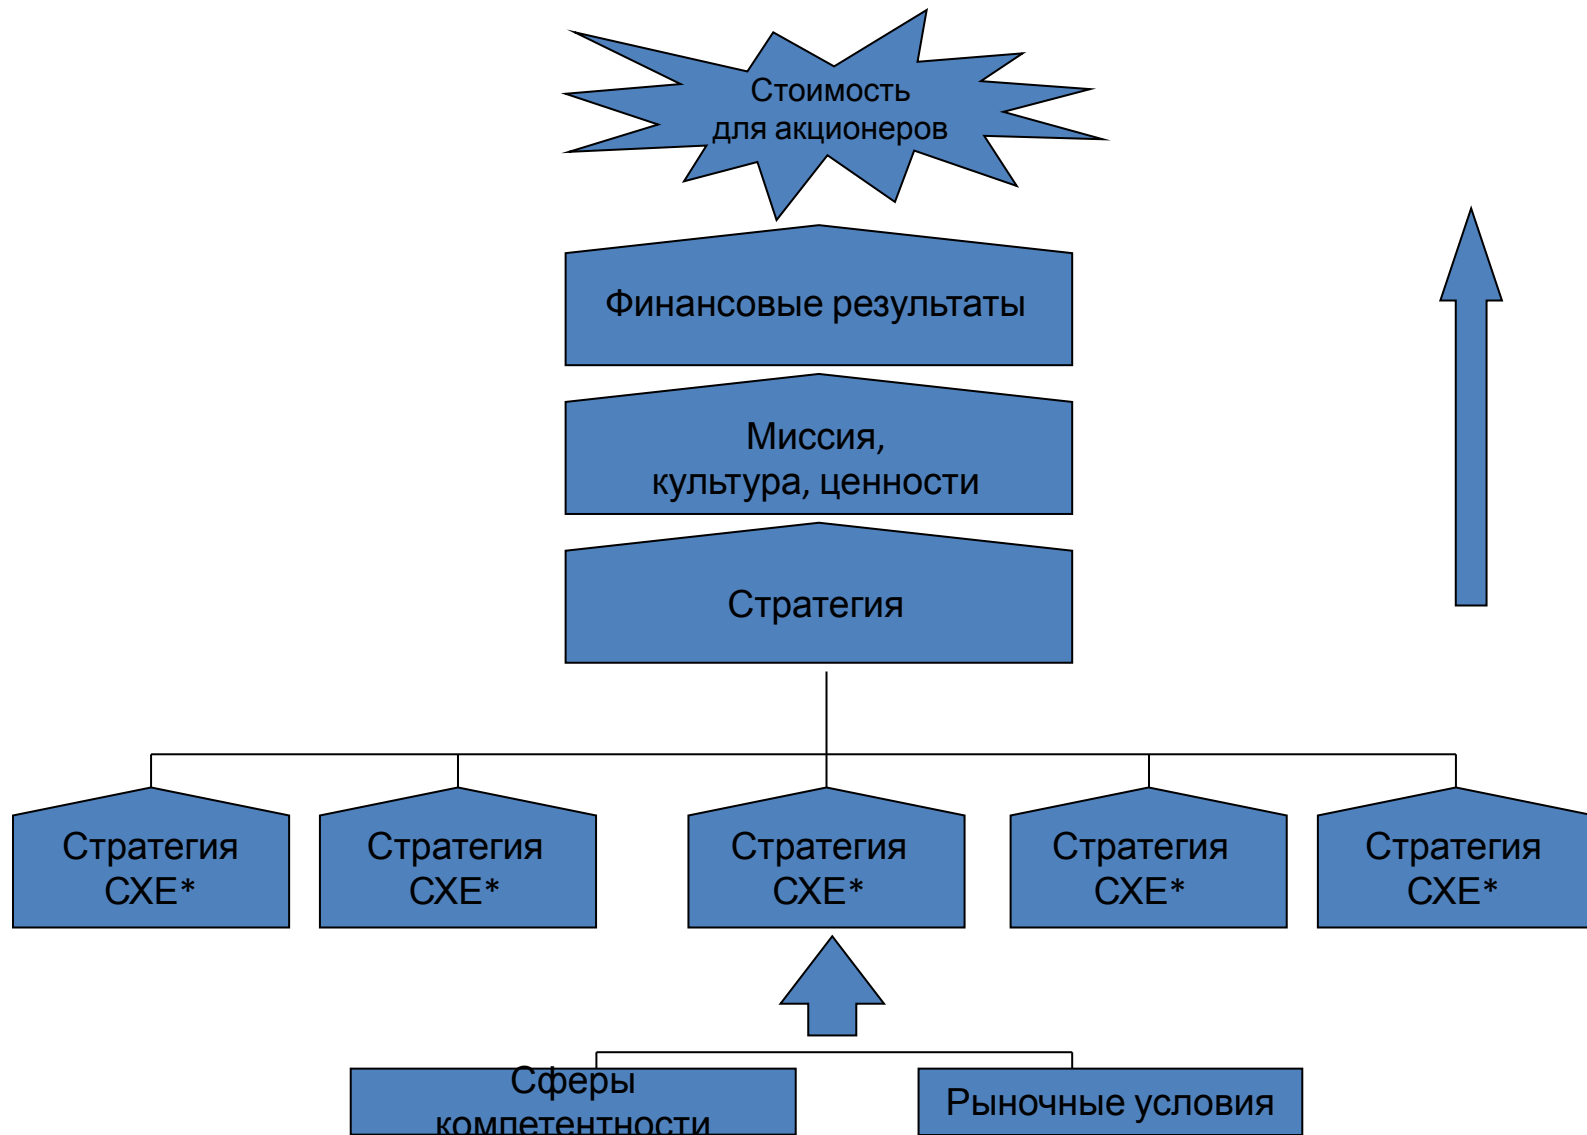 Стоимость
для акционеров
Финансовые результаты
Миссия,
культура, ценности
Стратегия
Стратегия
СХЕ*
Стратегия
СХЕ*
Стратегия
СХЕ*
Стратегия
СХЕ*
Стратегия
СХЕ*
Сферы
компетентности
Рыночные условия